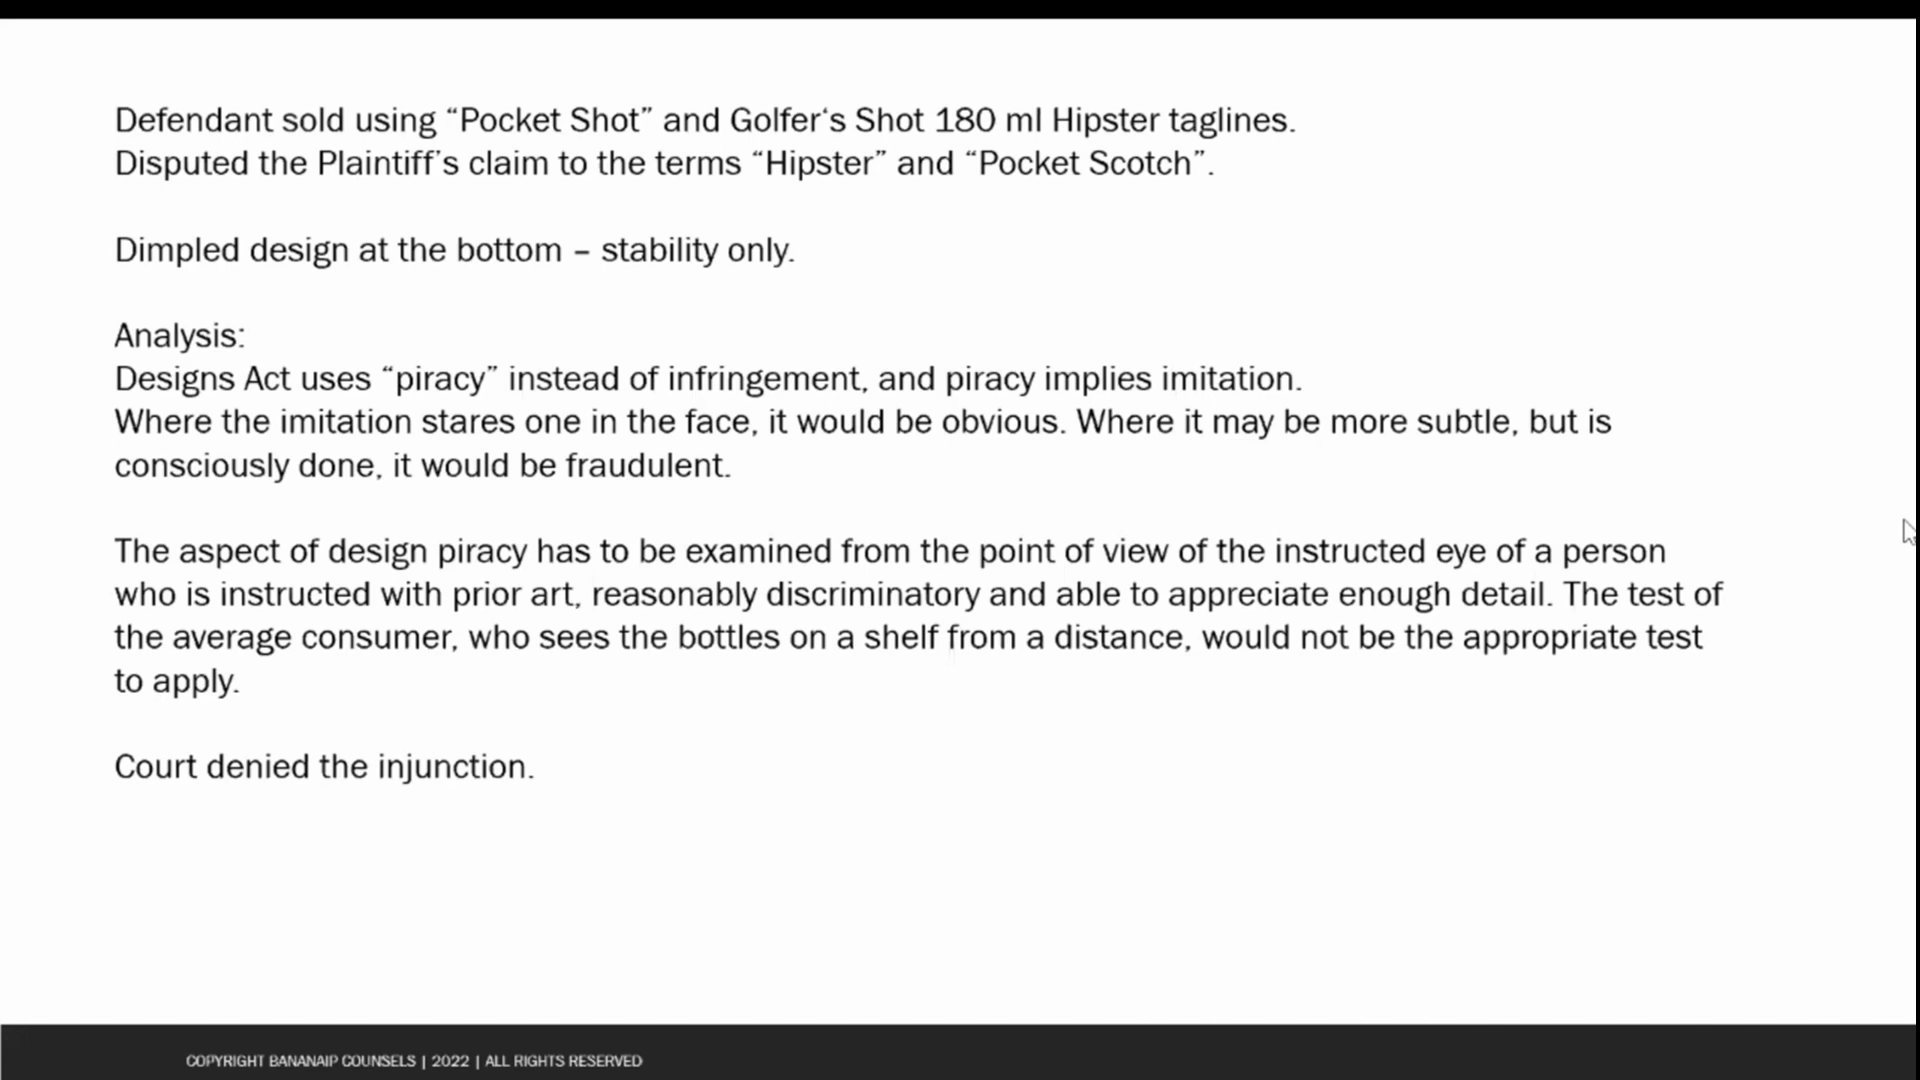 Defendant sold using “Pocket Shot” and Golfer‘s Shot 180 ml Hipster taglines.
Disputed the Plaintiff’s claim to the terms “Hipster” and “Pocket Scotch”.
Dimpled design at the bottom – stability only.
Analysis:
Designs Act uses “piracy” instead of infringement, and piracy implies imitation.
Where the imitation stares one in the face, it would be obvious. Where it may be more subtle, but is
consciously done, it would be fraudulent.
The aspect of design piracy has to be examined from the point of view of the instructed eye of a person
who is instructed with prior art, reasonably discriminatory and able to appreciate enough detail. The test of
the average consumer, who sees the bottles on a shelf from a distance, would not be the appropriate test
to apply.
Court denied the injunction.
COPYRIGHT BANANAIP COUNSELS | 2022 | ALL RIGHTS RESERVED